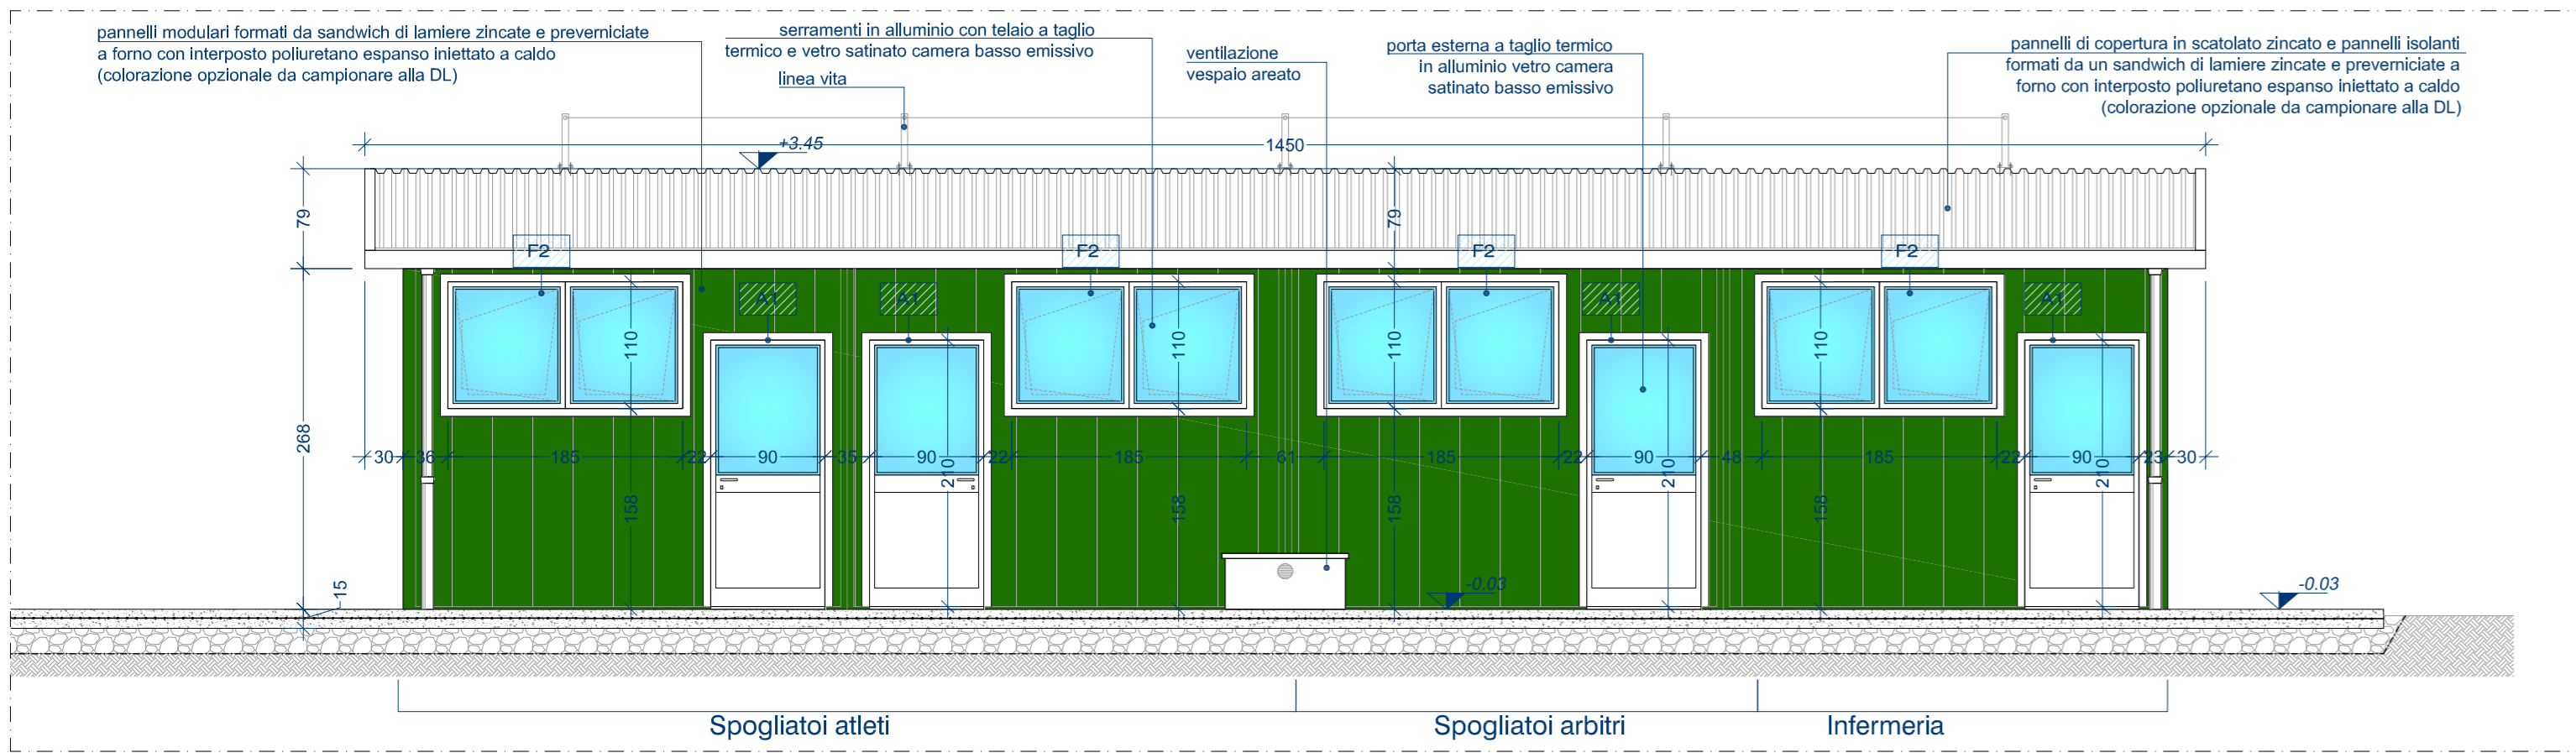 pannelli modulari formati da sandwich di lamiere zincate e preverniciate
a forno con interposto poliuretano espanso iniettato a caldo
(colorazione opzionale da campionare alla DL)
serramenti in alluminio con telaio a taglio
termico e vetro satinato camera basso emissivo
linea vita
ventilazione
vespaio areato
porta esterna a taglio termico
in alluminio vetro camera
satinato basso emissivo
pannelli di copertura in scatolato zincato e pannelli isolanti
formati da un sandwich di lamiere zincate e preverniciate a
forno con interposto poliuretano espanso iniettato a caldo
(colorazione opzionale da campionare alla DL)
+3.45
1450
79
79
F2
F2
F2
F2
A1
A1
A1
A1
110
110
110
110
268
30 36 185 22 90 35 90 22 185 61 185 22 90 48 185 22 90 23 30
210
210
210
158
158
158
158
15
-0.03
-0.03
Spogliatoi atleti
Spogliatoi arbitri
Infermeria